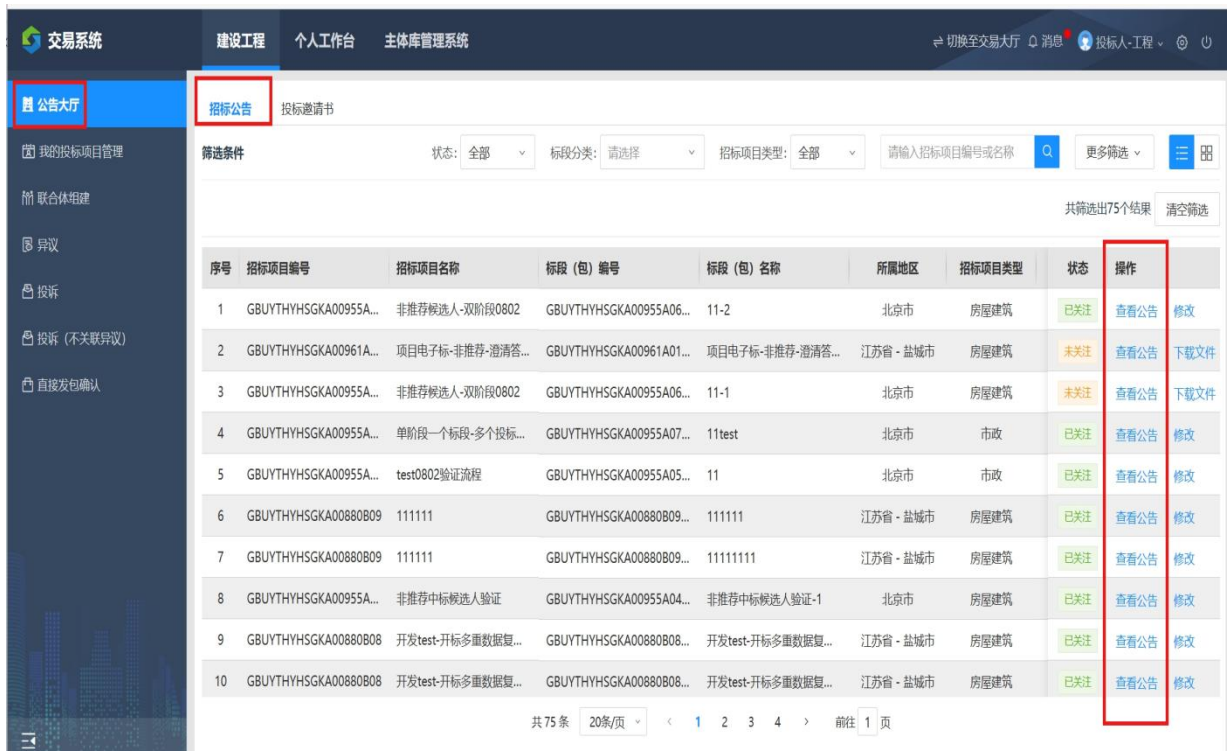 交易系统 建设工程 个人工作台 主体库管理系统 切换至交易大厅 消息 投标人-工程
公告大厅
我的投标项目管理
联合体组建
异议
投诉
投诉（不关联异议）
直接发包确认
招标公告 投标邀请书
筛选条件 状态: 全部 标段分类: 请选择 招标项目类型: 全部 请输入招标项目编号或名称 更多筛选
共筛选出75个结果 清空筛选
序号 招标项目编号 招标项目名称 标段（包）编号 标段（包）名称 所属地区 招标项目类型 状态 操作
1 GBUYTHYHSGKA00955A... 非推荐候选人-双阶段0802 GBUYTHYHSGKA00955A06... 11-2 北京市 房屋建筑 已关注 查看公告 修改
2 GBUYTHYHSGKA00961A... 项目电子标-非推荐-澄清答... GBUYTHYHSGKA00961A01... 项目电子标-非推荐-澄清答... 江苏省 - 盐城市 房屋建筑 未关注 查看公告 下载文件
3 GBUYTHYHSGKA00955A... 非推荐候选人-双阶段0802 GBUYTHYHSGKA00955A06... 11-1 北京市 房屋建筑 未关注 查看公告 下载文件
4 GBUYTHYHSGKA00955A... 单阶段一个标段-多个投标... GBUYTHYHSGKA00955A07... 11test 北京市 市政 已关注 查看公告 修改
5 GBUYTHYHSGKA00955A... test0802验证流程 GBUYTHYHSGKA00955A05... 11 北京市 市政 已关注 查看公告 修改
6 GBUYTHYHSGKA00880B09 111111 GBUYTHYHSGKA00880B09... 111111 江苏省 - 盐城市 房屋建筑 已关注 查看公告 修改
7 GBUYTHYHSGKA00880B09 111111 GBUYTHYHSGKA00880B09... 11111111 江苏省 - 盐城市 房屋建筑 已关注 查看公告 修改
8 GBUYTHYHSGKA00955A... 非推荐中标候选人验证 GBUYTHYHSGKA00955A04... 非推荐中标候选人验证-1 北京市 房屋建筑 已关注 查看公告 修改
9 GBUYTHYHSGKA00880B08 开发test-开标多重数据复... GBUYTHYHSGKA00880B08... 开发test-开标多重数据复... 江苏省 - 盐城市 房屋建筑 已关注 查看公告 修改
10 GBUYTHYHSGKA00880B08 开发test-开标多重数据复... GBUYTHYHSGKA00880B08... 开发test-开标多重数据复... 江苏省 - 盐城市 房屋建筑 已关注 查看公告 修改
共 75 条 20条/页 < 1 2 3 4 > 前往 1 页